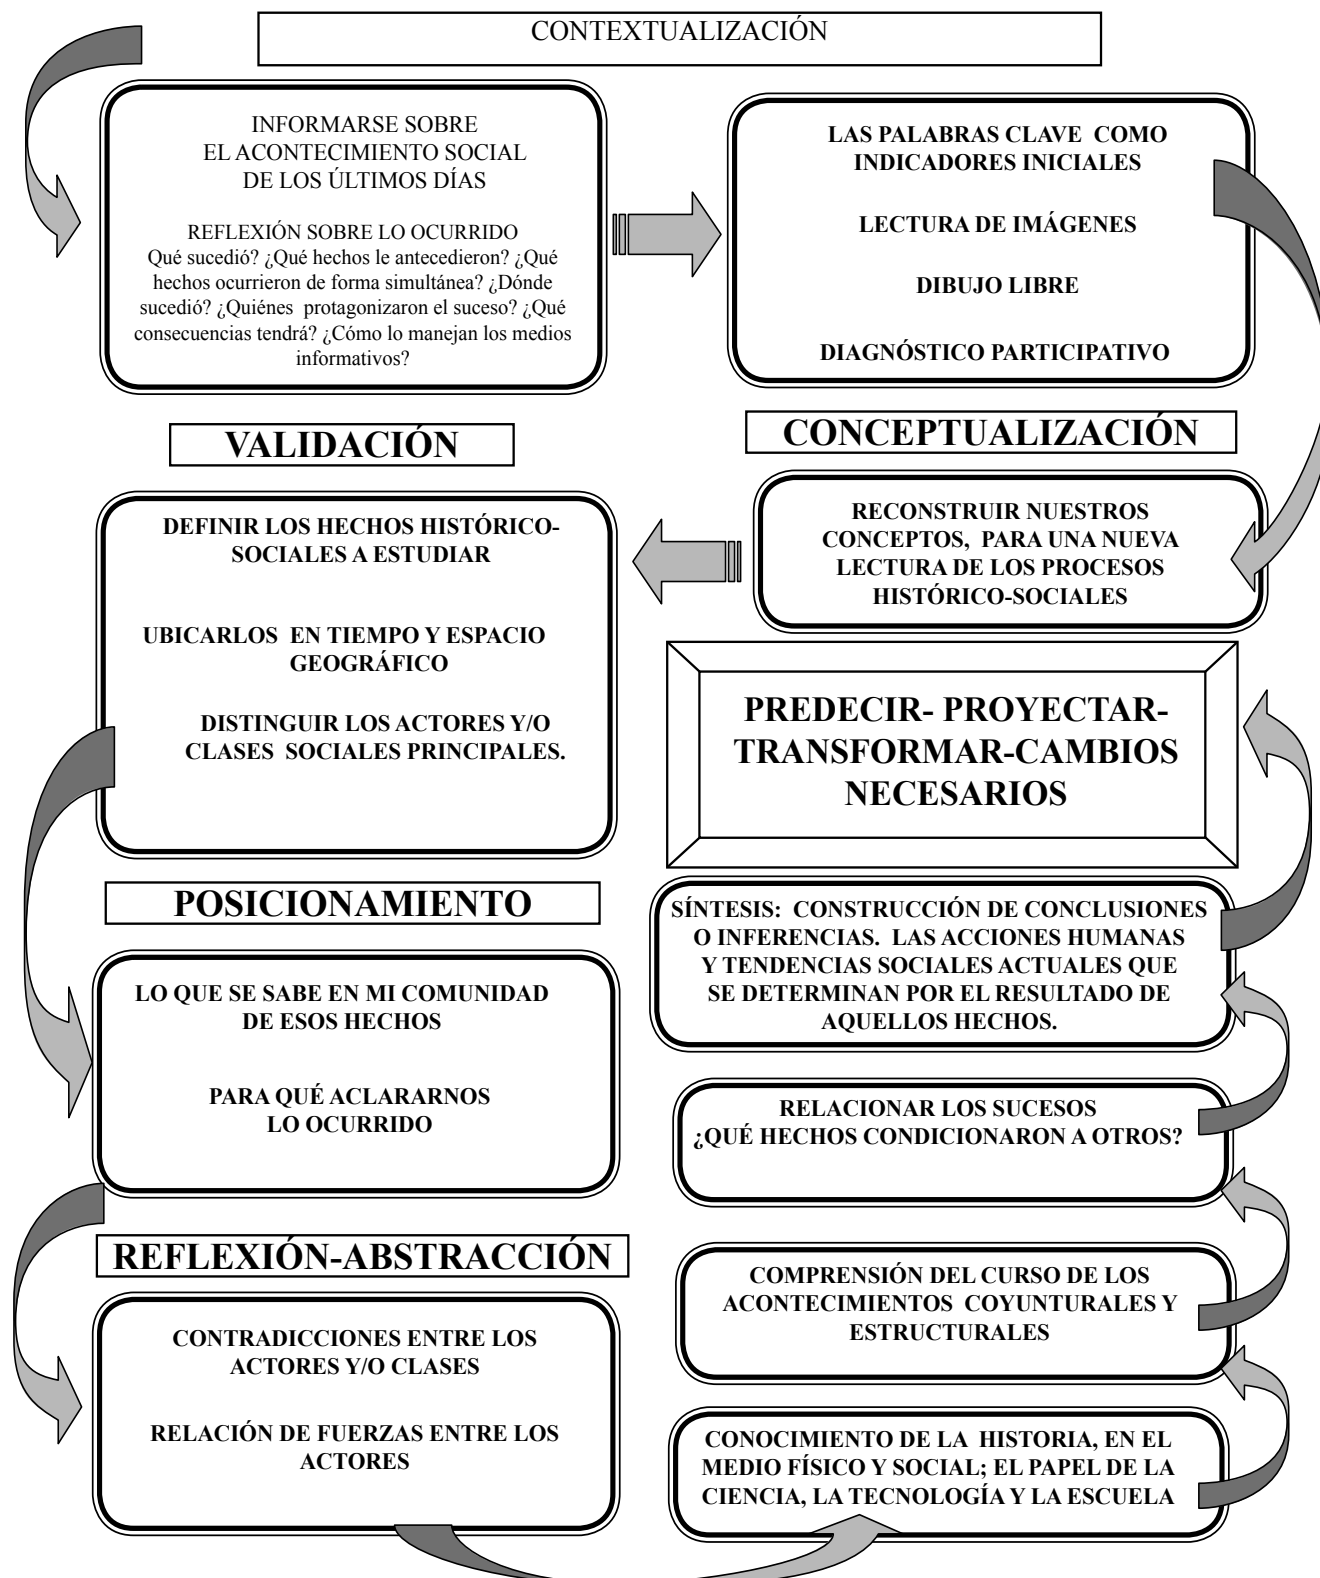 CONTEXTUALIZACIÓN
INFORMARSE SOBRE
EL ACONTECIMIENTO SOCIAL
DE LOS ÚLTIMOS DÍAS
REFLEXIÓN SOBRE LO OCURRIDO
Qué sucedió? ¿Qué hechos le antecedieron? ¿Qué
hechos ocurrieron de forma simultánea? ¿Dónde
sucedió? ¿Quiénes protagonizaron el suceso? ¿Qué
consecuencias tendrá? ¿Cómo lo manejan los medios
informativos?
LAS PALABRAS CLAVE COMO
INDICADORES INICIALES
LECTURA DE IMÁGENES
DIBUJO LIBRE
DIAGNÓSTICO PARTICIPATIVO
CONCEPTUALIZACIÓN
RECONSTRUIR NUESTROS
CONCEPTOS, PARA UNA NUEVA
LECTURA DE LOS PROCESOS
HISTÓRICO-SOCIALES
VALIDACIÓN
DEFINIR LOS HECHOS HISTÓRICO-
SOCIALES A ESTUDIAR
UBICARLOS EN TIEMPO Y ESPACIO
GEOGRÁFICO
DISTINGUIR LOS ACTORES Y/O
CLASES SOCIALES PRINCIPALES.
POSICIONAMIENTO
LO QUE SE SABE EN MI COMUNIDAD
DE ESOS HECHOS
PARA QUÉ ACLARARNOS
LO OCURRIDO
REFLEXIÓN-ABSTRACCIÓN
CONTRADICCIONES ENTRE LOS
ACTORES Y/O CLASES
RELACIÓN DE FUERZAS ENTRE LOS
ACTORES
PREDECIR- PROYECTAR-
TRANSFORMAR-CAMBIOS
NECESARIOS
SÍNTESIS: CONSTRUCCIÓN DE CONCLUSIONES
O INFERENCIAS. LAS ACCIONES HUMANAS
Y TENDENCIAS SOCIALES ACTUALES QUE
SE DETERMINAN POR EL RESULTADO DE
AQUELLOS HECHOS.
RELACIONAR LOS SUCESOS
¿QUÉ HECHOS CONDICIONARON A OTROS?
COMPRENSIÓN DEL CURSO DE LOS
ACONTECIMIENTOS COYUNTURALES Y
ESTRUCTURALES
CONOCIMIENTO DE LA HISTORIA, EN EL
MEDIO FÍSICO Y SOCIAL; EL PAPEL DE LA
CIENCIA, LA TECNOLOGÍA Y LA ESCUELA